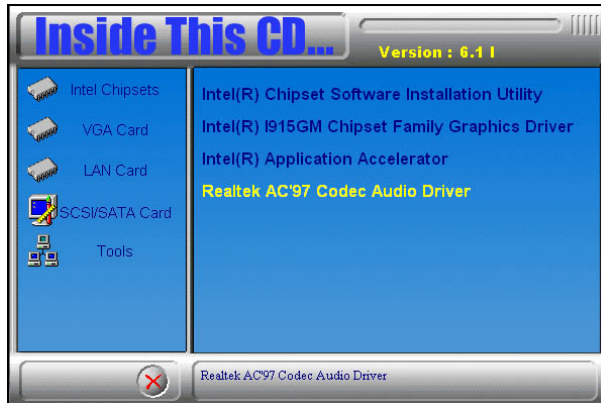 Inside This CD...
Version : 6.1 I
Intel Chipsets
VGA Card
LAN Card
SCSI/SATA Card
Tools
Intel(R) Chipset Software Installation Utility
Intel(R) I915GM Chipset Family Graphics Driver
Intel(R) Application Accelerator
Realtek AC'97 Codec Audio Driver
Realtek AC'97 Codec Audio Driver